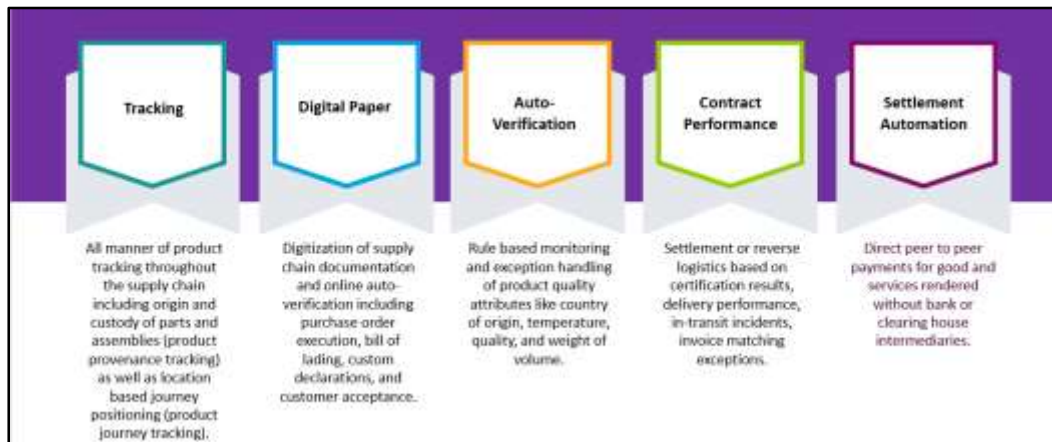 Tracking
Digital Paper
Auto-
Verification
Contract
Performance
Settlement
Automation
All manner of product
tracking throughout
the supply chain
including origin and
custody of parts and
assemblies (product
provenance tracking)
as well as location
based journey
positioning (product
journey tracking).
Digitization of supply
chain documentation
and online auto-
verification including
purchase order
execution, bill of
lading, custom
declarations, and
customer acceptance.
Rule based monitoring
and exception handling
of product quality
attributes like country
of origin, temperature,
quality, and weight of
volume.
Settlement or reverse
logistics based on
certification results,
delivery performance,
in-transit incidents,
invoice matching
exceptions.
Direct peer to peer
payments for good and
services rendered
without bank or
clearing house
intermediaries.